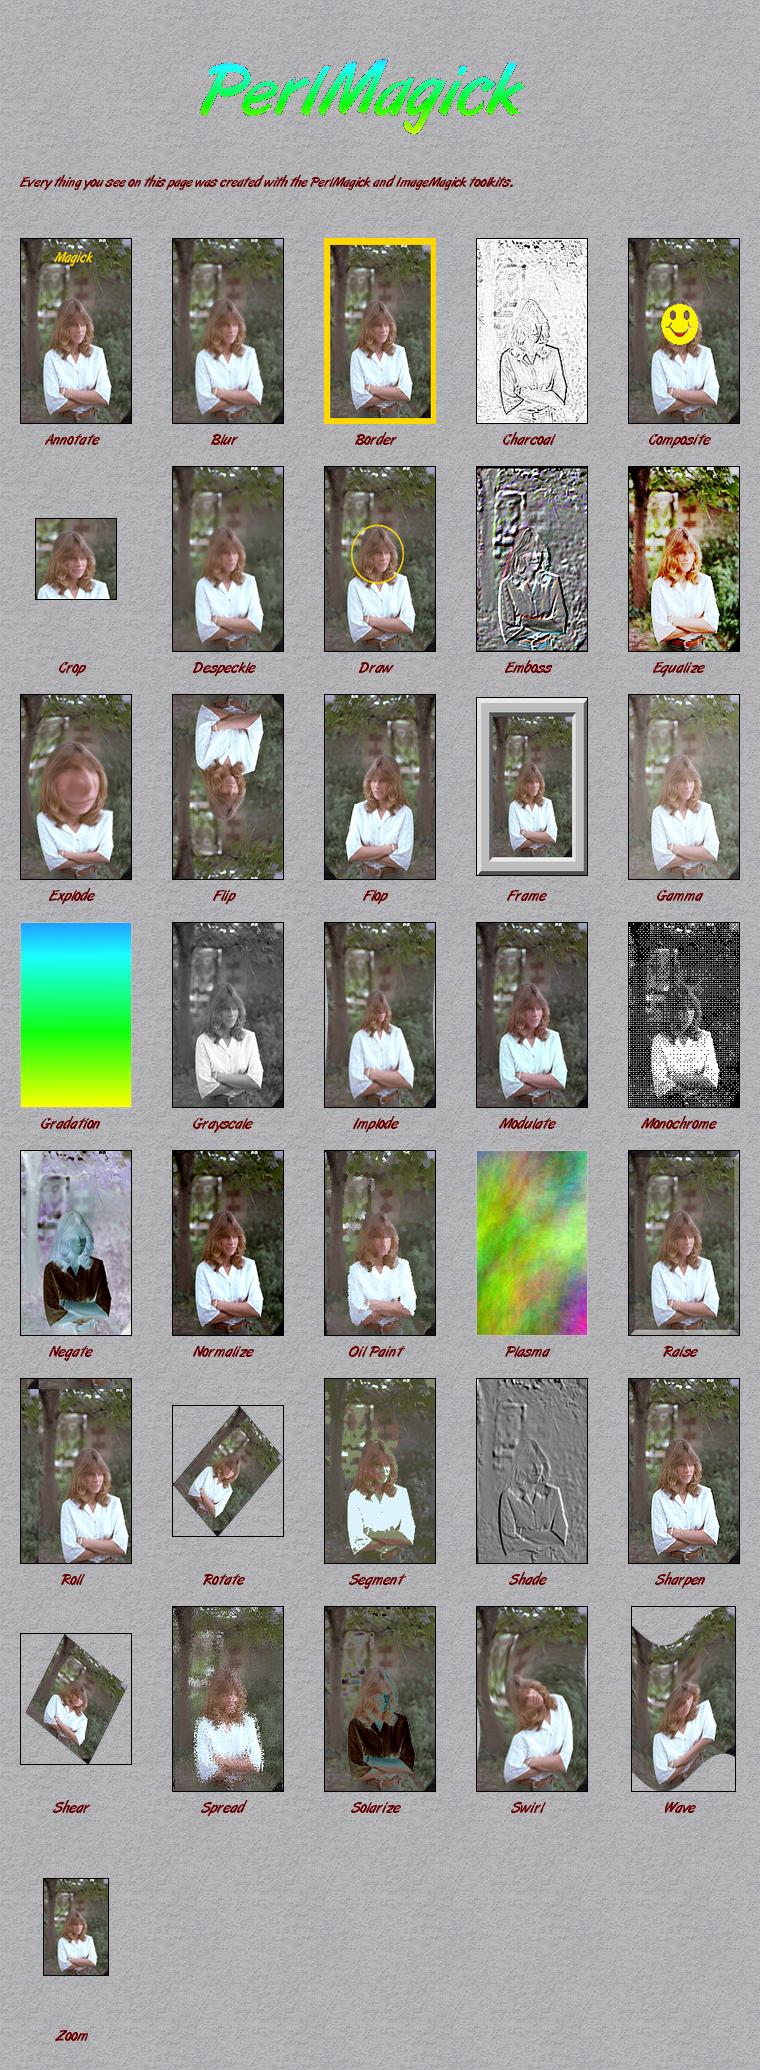 PerlMagick
Every thing you see on this page was created with the PerlMagick and ImageMagick toolkits.
Magick
Annotate Blur Border Charcoal Composite
Crop Despeckle Draw Emboss Equalize
Explode Flip Flop Frame Gamma
Gradation Grayscale Implode Modulate Monochrome
Negate Normalize Oil Paint Plasma Raise
Roll Rotate Segment Shade Sharpen
Shear Spread Solarize Swirl Wave
Zoom